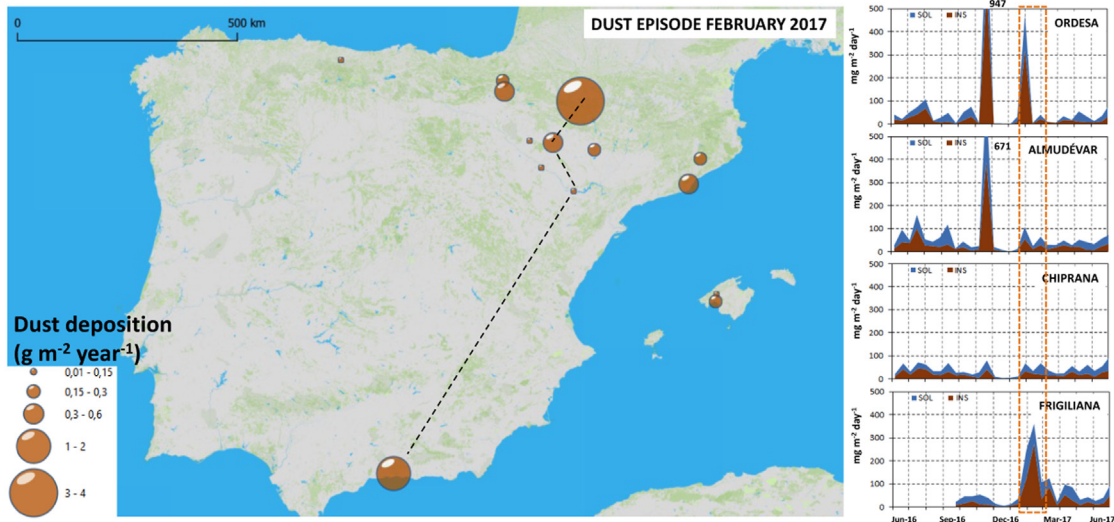 0
500 km
DUST EPISODE FEBRUARY 2017
Dust deposition
(g m⁻² year⁻¹)
0,01 - 0,15
0,15 - 0,3
0,3 - 0,6
1 - 2
3 - 4
947
500
400
300
200
100
0
mg m⁻² day⁻¹
SOL
INS
ORDESA
671
500
400
300
200
100
0
mg m⁻² day⁻¹
ALMUDÉVAR
500
400
300
200
100
0
mg m⁻² day⁻¹
SOL
INS
CHIPRANA
500
400
300
200
100
0
mg m⁻² day⁻¹
SOL
INS
FRIGILIANA
Jun-16
Sep-16
Dec-16
Mar-17
Jun-17